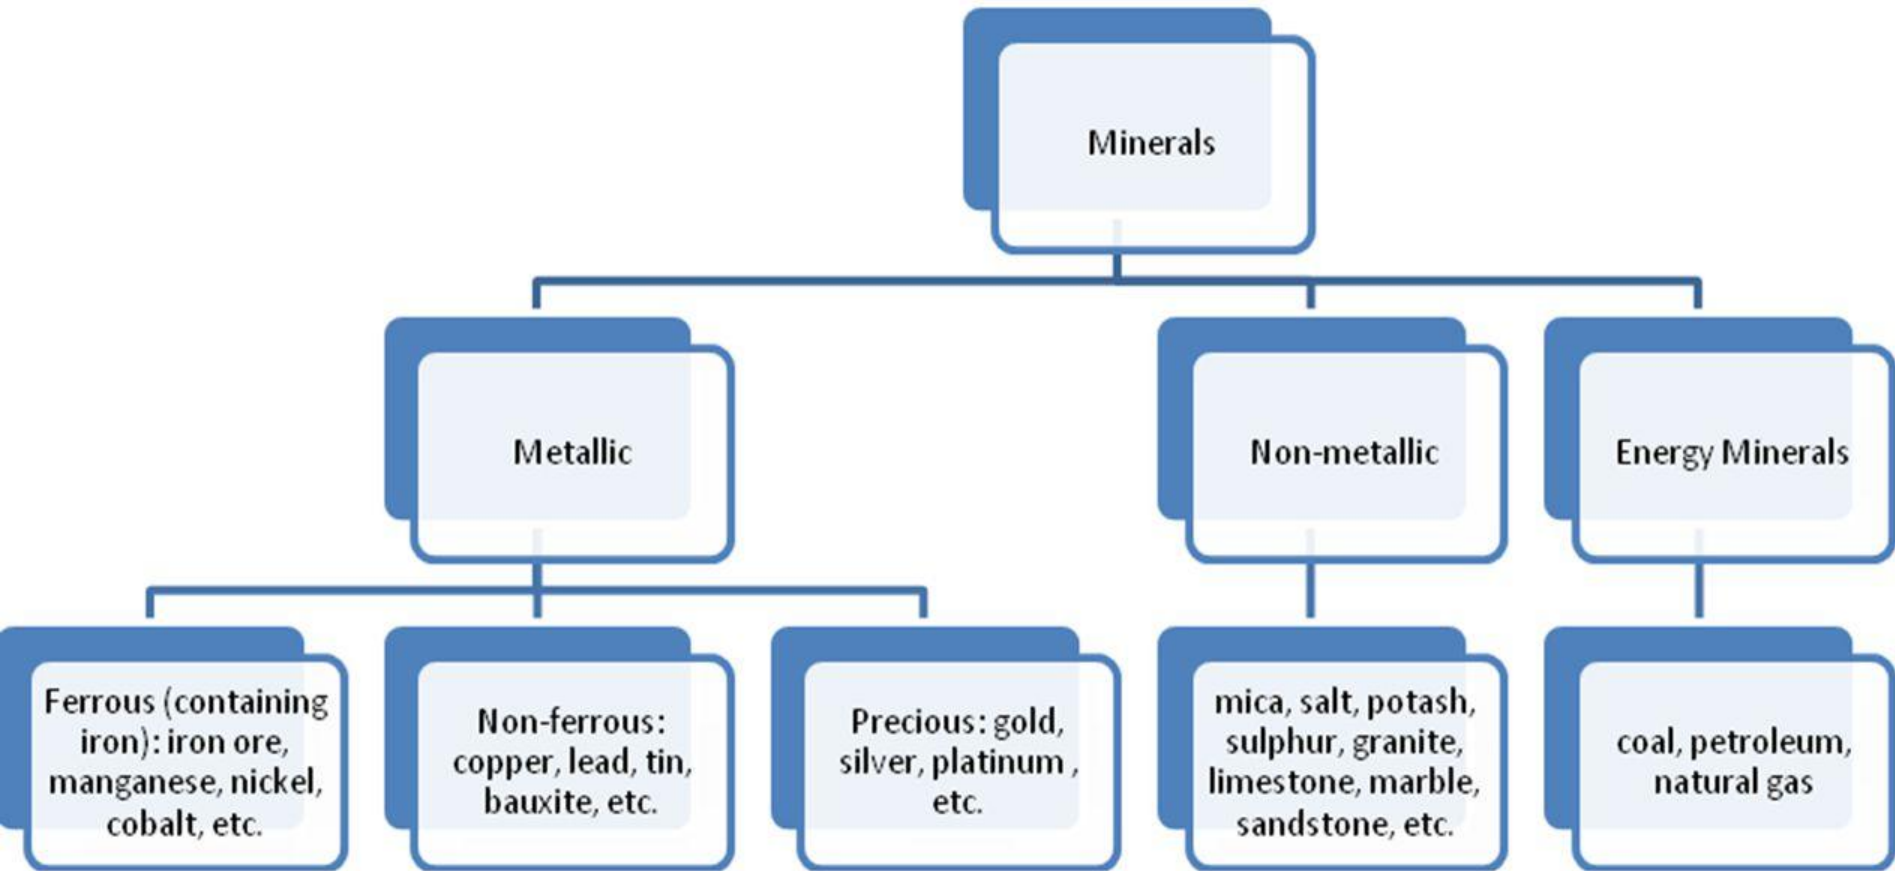 Minerals
Metallic
Non-metallic
Energy Minerals
Ferrous (containing
iron): iron ore,
manganese, nickel,
cobalt, etc.
Non-ferrous:
copper, lead, tin,
bauxite, etc.
Precious: gold,
silver, platinum ,
etc.
mica, salt, potash,
sulphur, granite,
limestone, marble,
sandstone, etc.
coal, petroleum,
natural gas